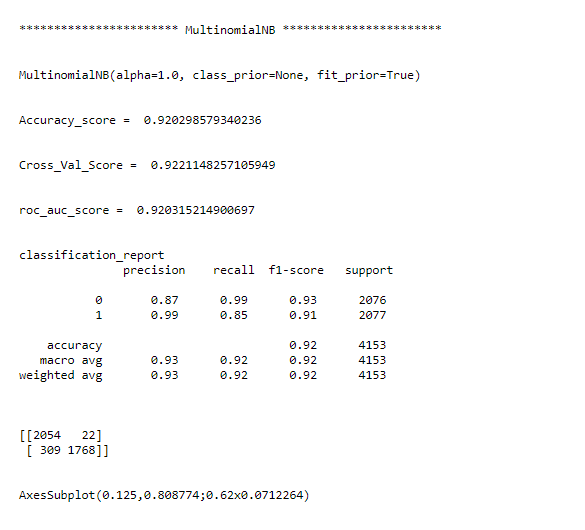 *********************** MultinomialNB ***********************
MultinomialNB(alpha=1.0, class_prior=None, fit_prior=True)
Accuracy_score =  0.920298579340236
Cross_Val_Score =  0.9221148257105949
roc_auc_score =  0.920315214900697
classification_report
precision    recall  f1-score   support
0       0.87      0.99      0.93      2076
1       0.99      0.85      0.91      2077
accuracy                           0.92      4153
macro avg       0.93      0.92      0.92      4153
weighted avg       0.93      0.92      0.92      4153
[[2054   22]
[ 309 1768]]
AxesSubplot(0.125,0.808774;0.62x0.0712264)